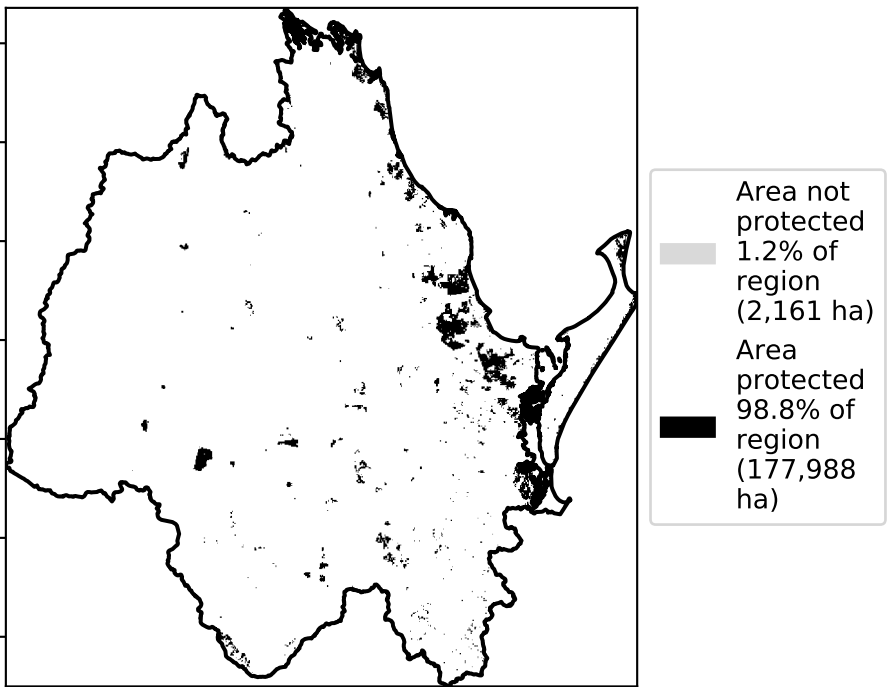 Area not
protected
1.2% of
region
(2,161 ha)
Area
protected
98.8% of
region
(177,988
ha)